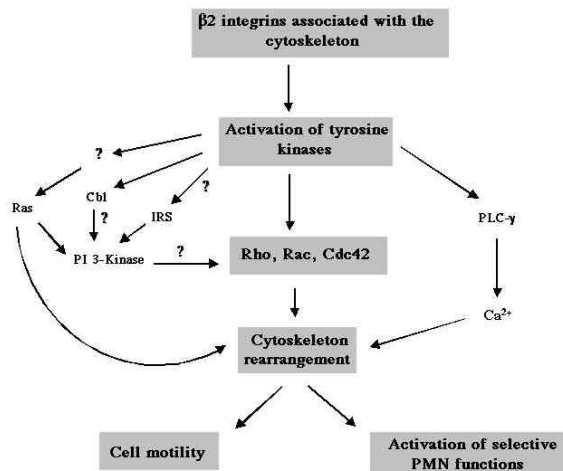 β2 integrins associated with the
cytoskeleton
Activation of tyrosine
kinases
?
?
Cbl
?
Ras
IRS
PLC-γ
PI 3-Kinase
?
Rho, Rac, Cdc42
Ca²⁺
Cytoskeleton
rearrangement
Cell motility
Activation of selective
PMN functions